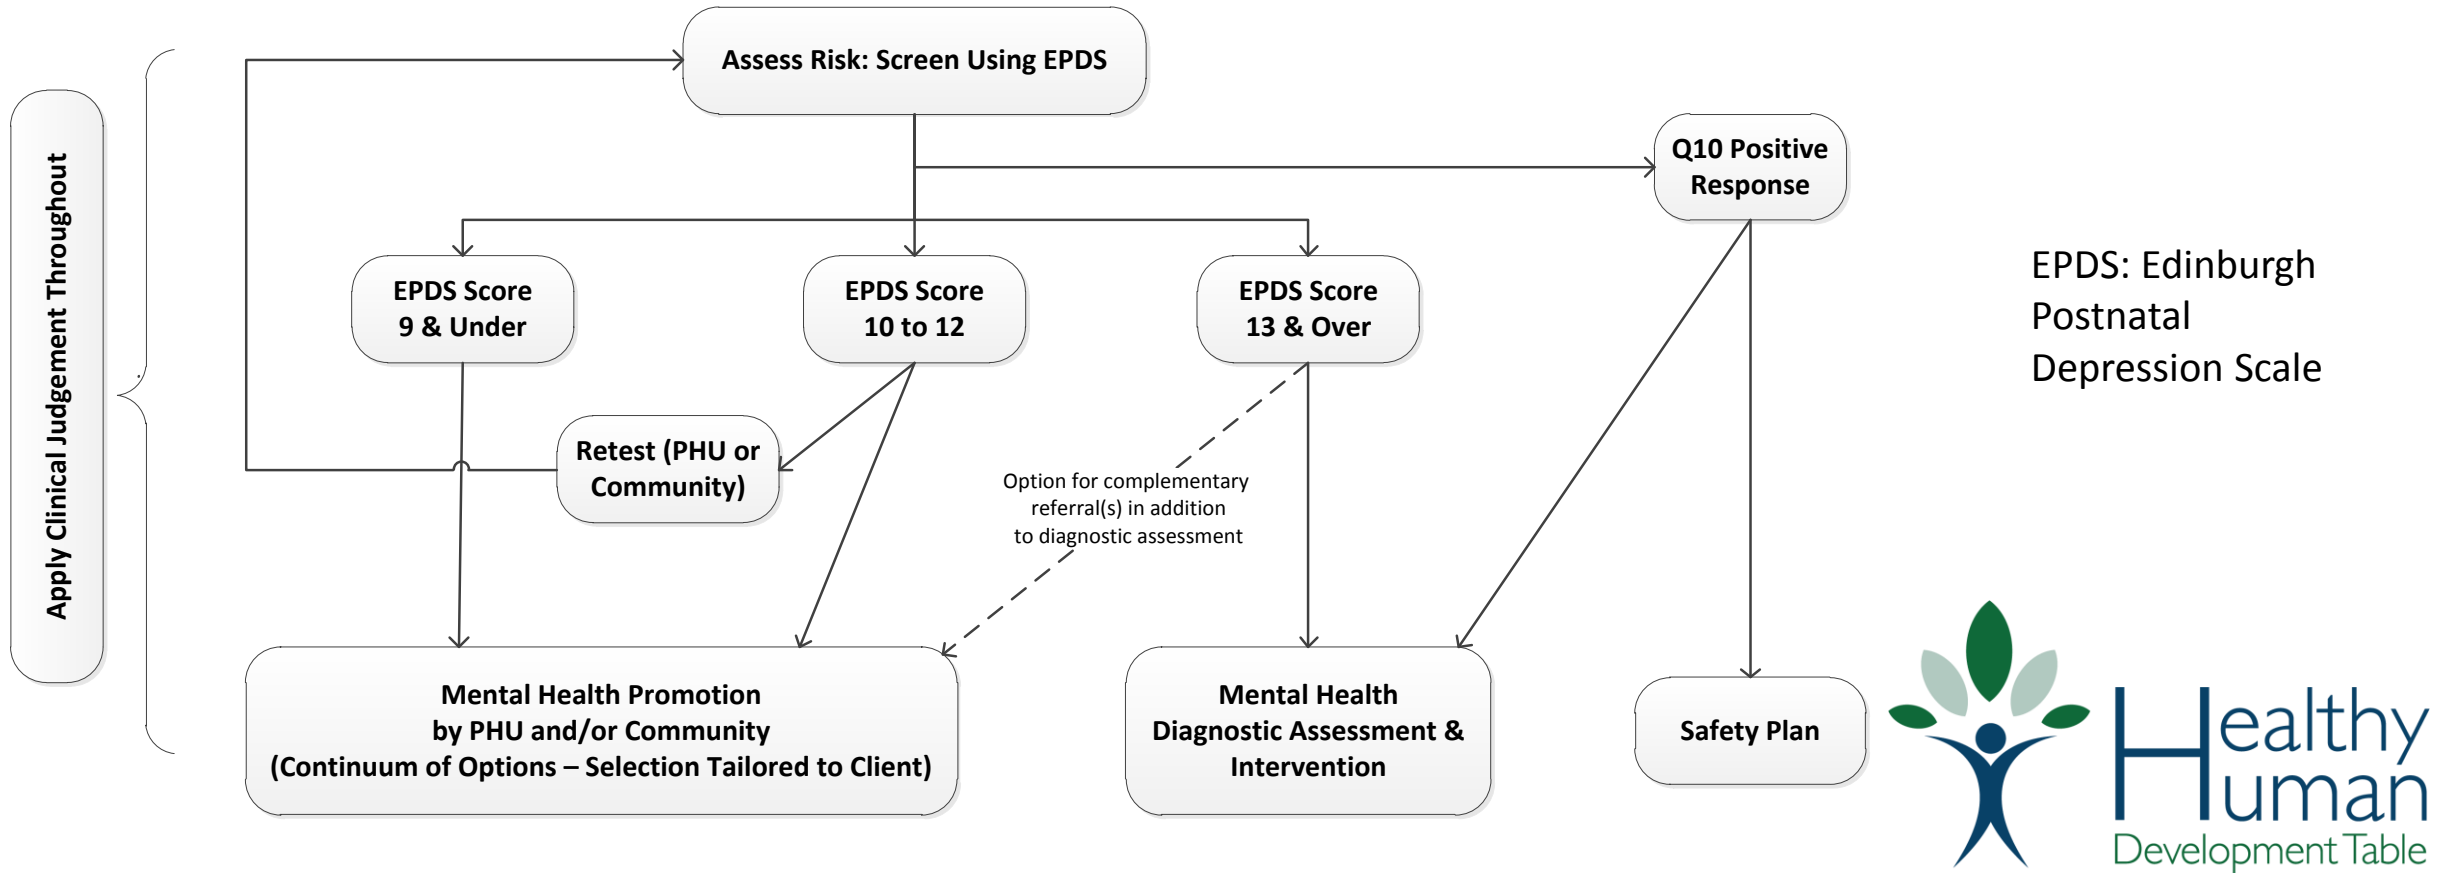 Apply Clinical Judgement Throughout
Assess Risk: Screen Using EPDS
Q10 Positive
Response
EPDS Score
9 & Under
EPDS Score
10 to 12
EPDS Score
13 & Over
EPDS: Edinburgh
Postnatal
Depression Scale
Retest (PHU or
Community)
Option for complementary
referral(s) in addition
to diagnostic assessment
Mental Health Promotion
by PHU and/or Community
(Continuum of Options – Selection Tailored to Client)
Mental Health
Diagnostic Assessment &
Intervention
Safety Plan
Healthy
Human
Development Table